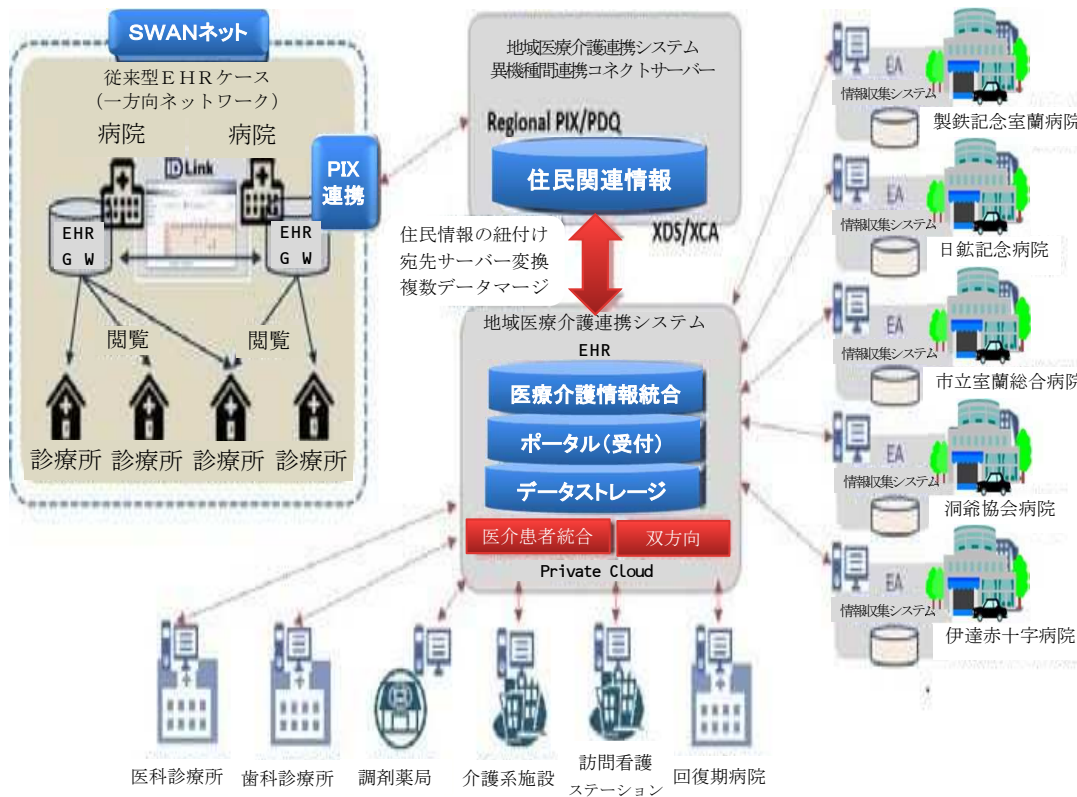 SWANネット
従来型EHRケース
（一方向ネットワーク）
病院
病院
ID Link
PIX
連携
EHR
GW
EHR
GW
閲覧
閲覧
診療所
診療所
診療所
診療所
地域医療介護連携システム
異機種間連携コネクトサーバー
Regional PIX/PDQ
住民関連情報
XDS/XCA
住民情報の紐付け
宛先サーバー変換
複数データマージ
地域医療介護連携システム
EHR
医療介護情報統合
ポータル（受付）
データストレージ
医介患者統合
双方向
Private Cloud
EA
情報収集システム
製鉄記念室蘭病院
EA
情報収集システム
日鉱記念病院
EA
情報収集システム
市立室蘭総合病院
EA
情報収集システム
洞爺協会病院
EA
情報収集システム
伊達赤十字病院
医科診療所
歯科診療所
調剤薬局
介護系施設
訪問看護
ステーション
回復期病院